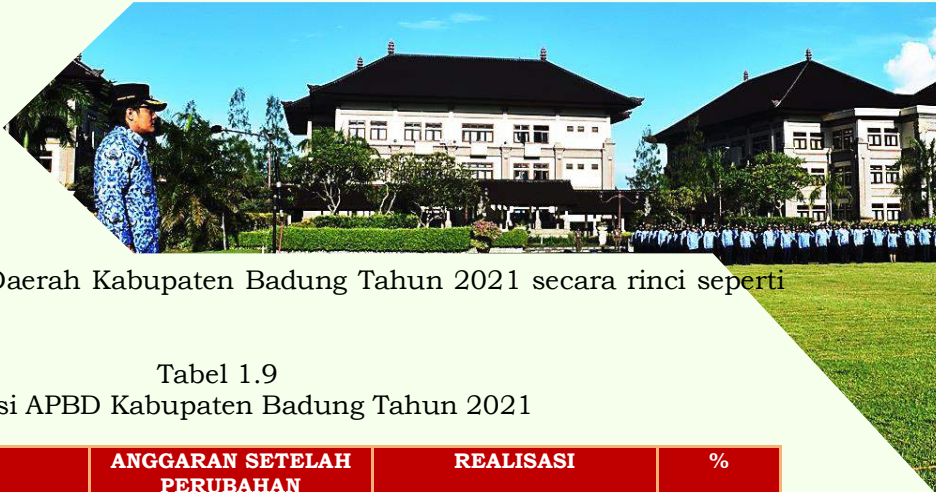 Daerah Kabupaten Badung Tahun 2021 secara rinci seperti
Tabel 1.9
si APBD Kabupaten Badung Tahun 2021
ANGGARAN SETELAH
PERUBAHAN
REALISASI
%